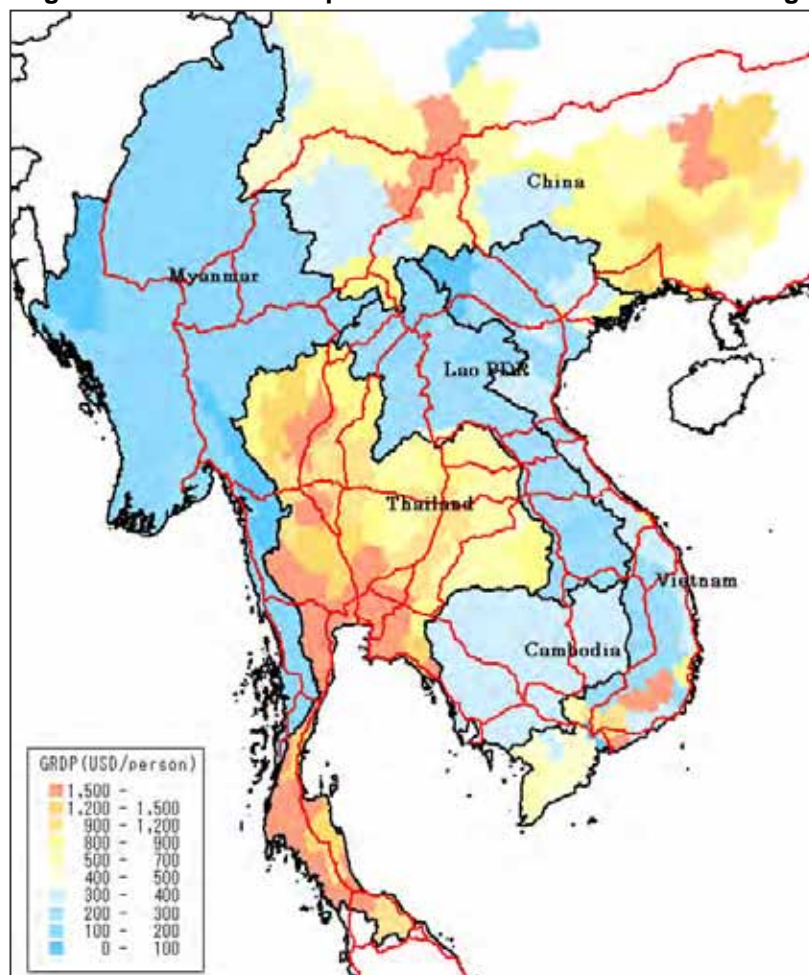 China
Myanmar
Lao PDR
Thailand
Vietnam
Cambodia
GRDP(USD/person)
1,500 -
1,200 - 1,500
900 - 1,200
800 - 900
500 - 700
400 - 500
300 - 400
200 - 300
100 - 200
0 - 100